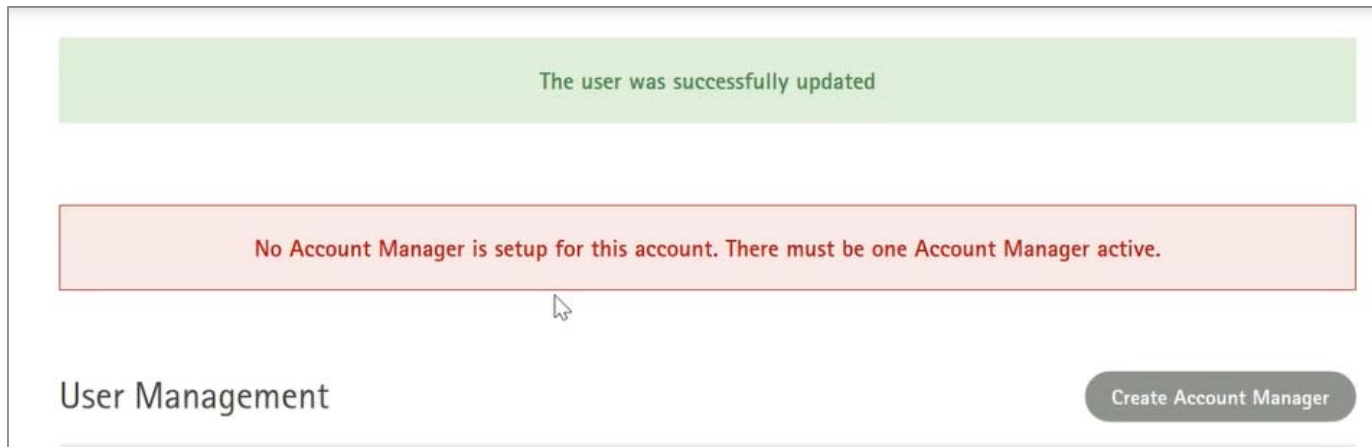 The user was successfully updated
No Account Manager is setup for this account. There must be one Account Manager active.
User Management
Create Account Manager